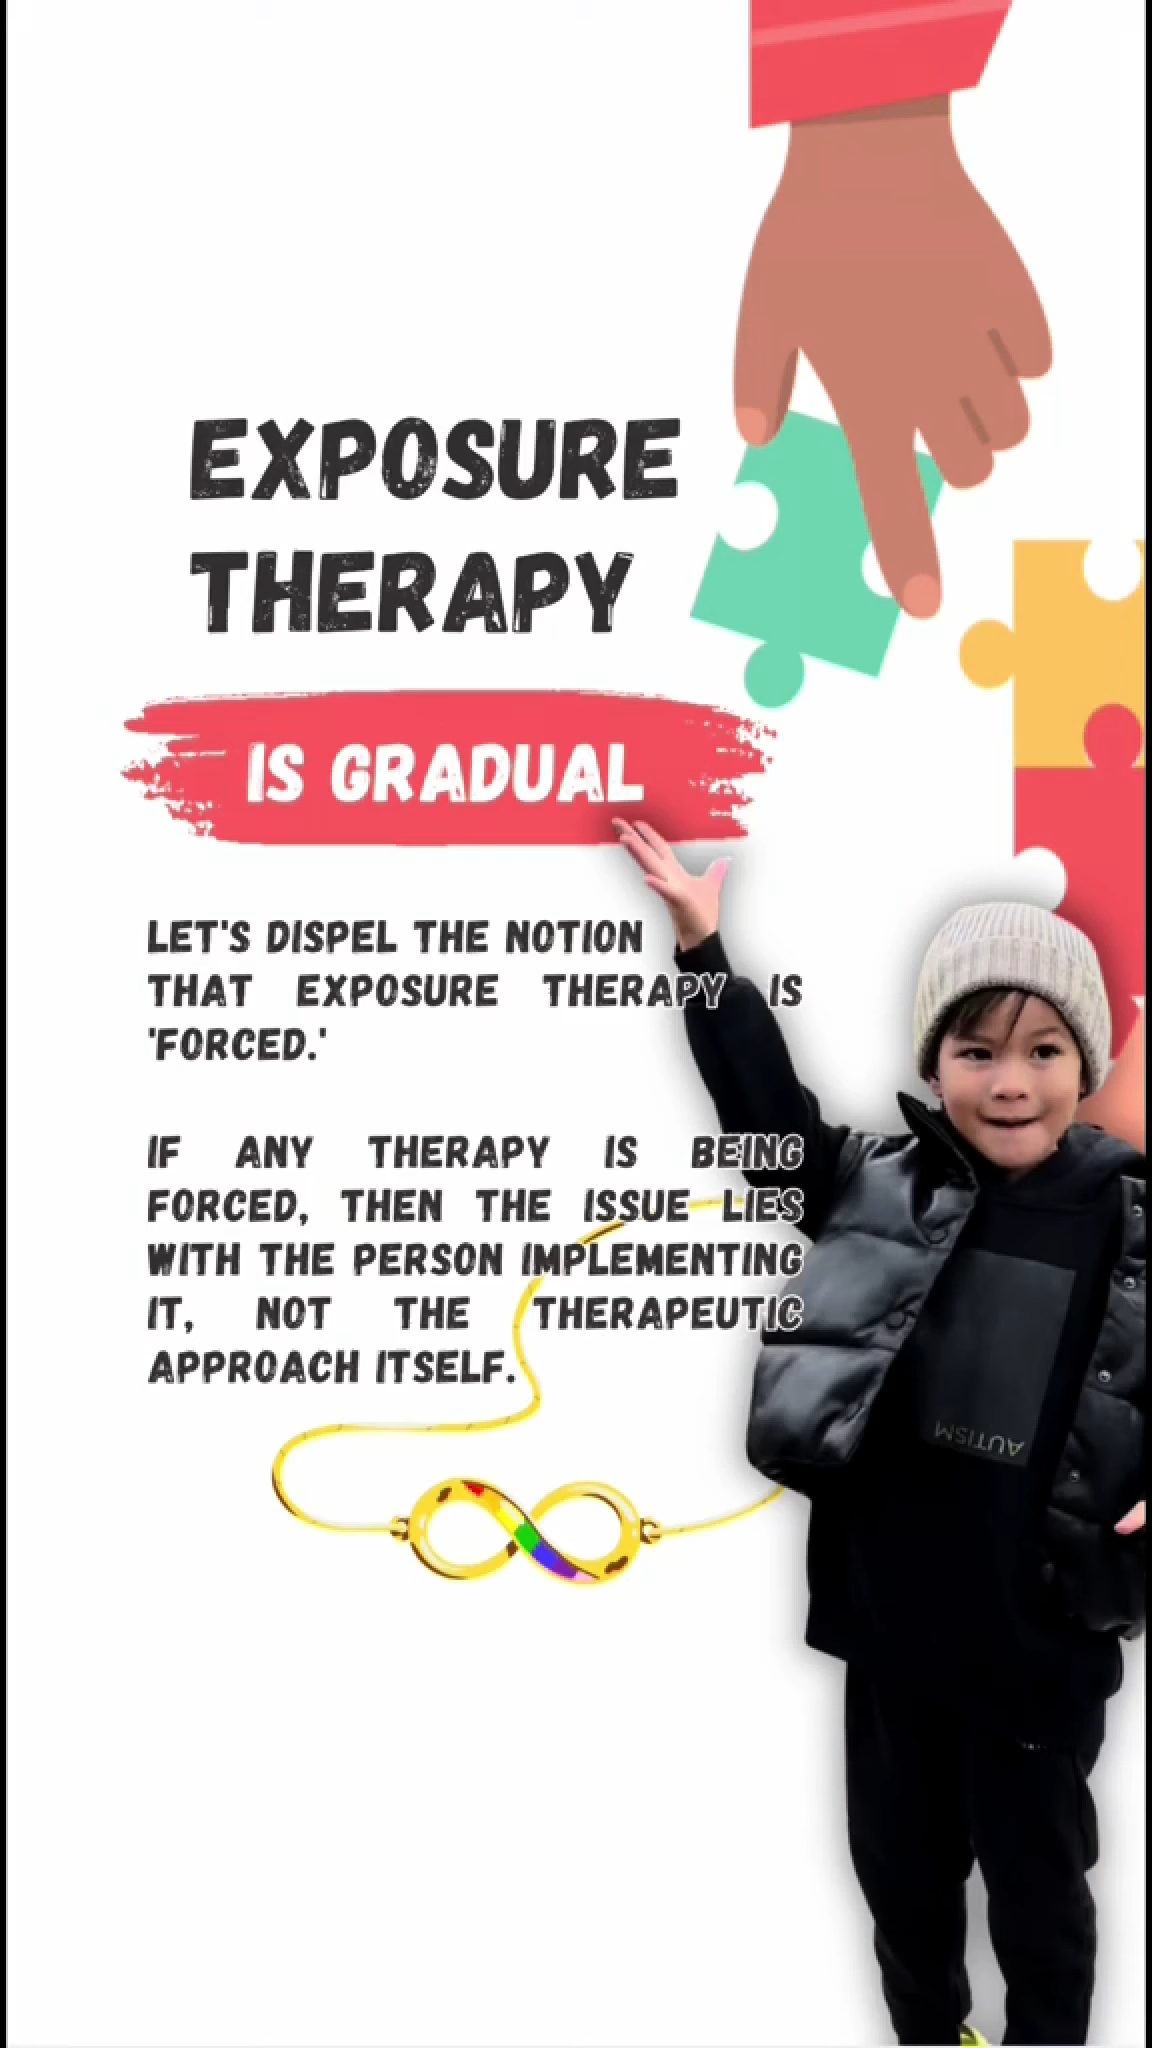 EXPOSURE
THERAPY
IS GRADUAL
LET'S DISPEL THE NOTION
THAT EXPOSURE THERAPY IS
'FORCED.'
IF ANY THERAPY IS BEING
FORCED, THEN THE ISSUE LIES
WITH THE PERSON IMPLEMENTING
IT, NOT THE THERAPEUTIC
APPROACH ITSELF.
AUTISM